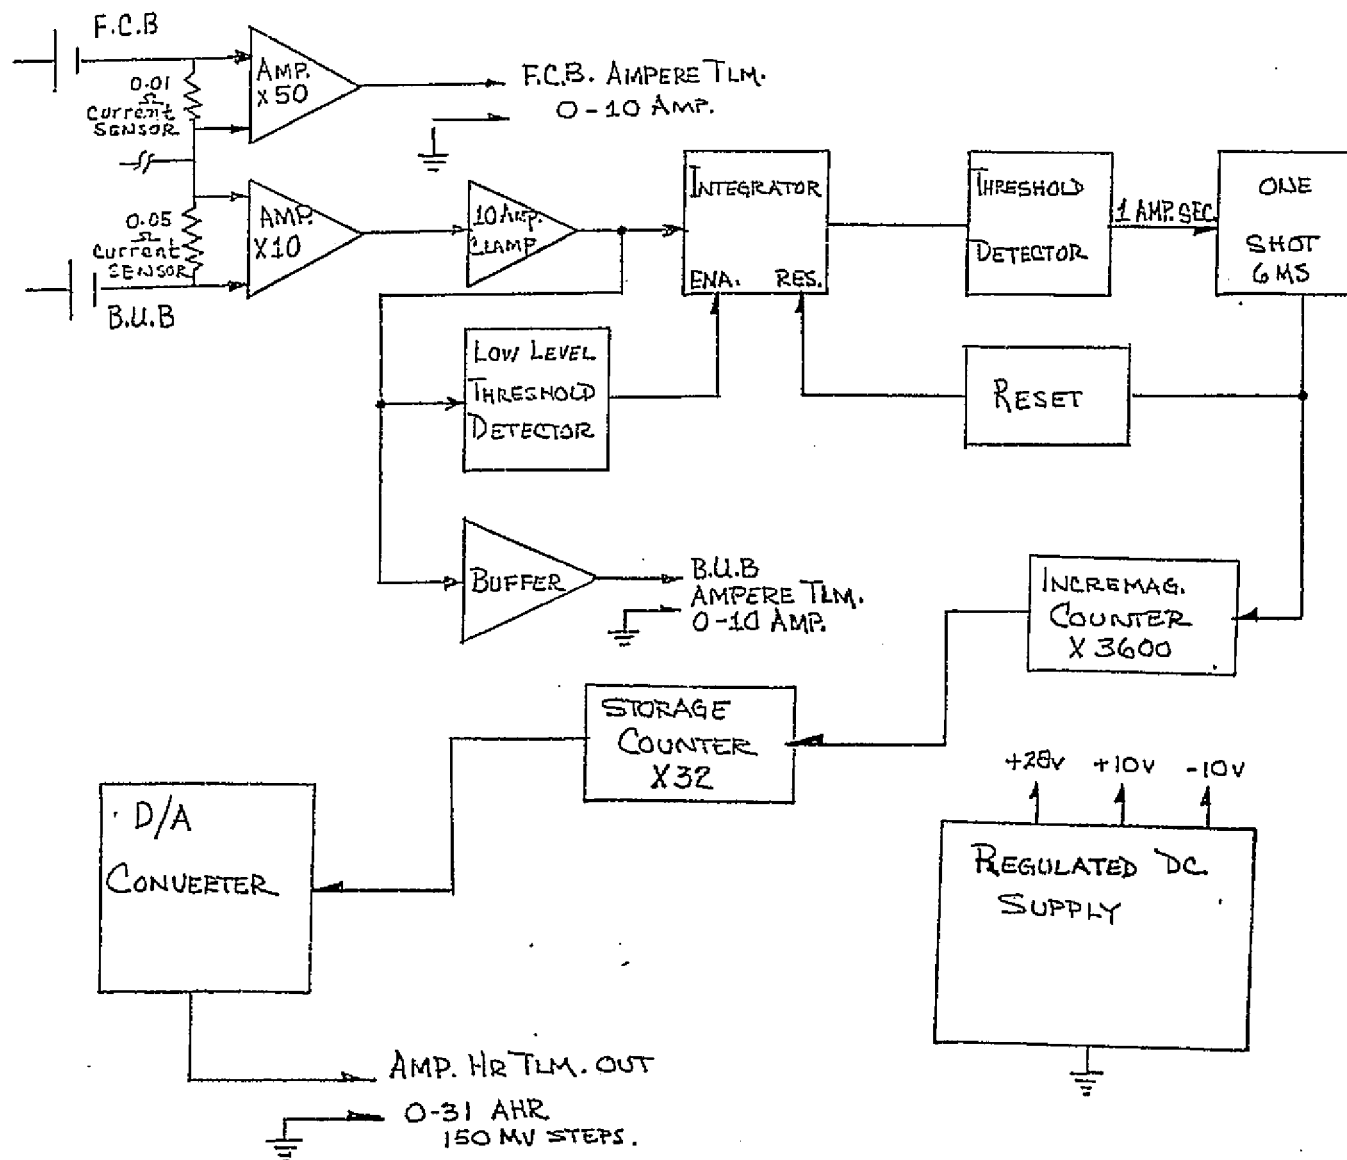 F.C.B
0.01
Ω
Current
SENSOR
AMP.
X 50
F.C.B. AMPERE TLM.
0-10 AMP.
0.05
Ω
Current
SENSOR
B.U.B
AMP.
X10
10 AMP.
CLAMP
INTEGRATOR
ENA. RES.
THRESHOLD
DETECTOR
1 AMP. SEC.
ONE
SHOT
6 MS
LOW LEVEL
THRESHOLD
DETECTOR
RESET
BUFFER
B.U.B
AMPERE TLM.
0-10 AMP.
INCREMAG.
COUNTER
X 3600
STORAGE
COUNTER
X32
D/A
CONVERTER
+28V +10V -10V
REGULATED DC.
SUPPLY
AMP. HR TLM. OUT
0-31 AHR
150 MV STEPS.